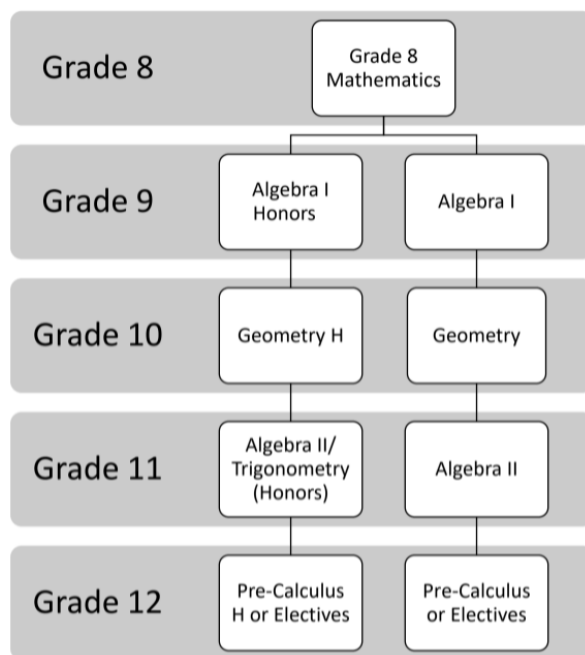 Grade 8
Grade 8
Mathematics
Grade 9
Algebra I
Honors
Algebra I
Grade 10
Geometry H
Geometry
Grade 11
Algebra II/
Trigonometry
(Honors)
Algebra II
Grade 12
Pre-Calculus
H or Electives
Pre-Calculus
or Electives